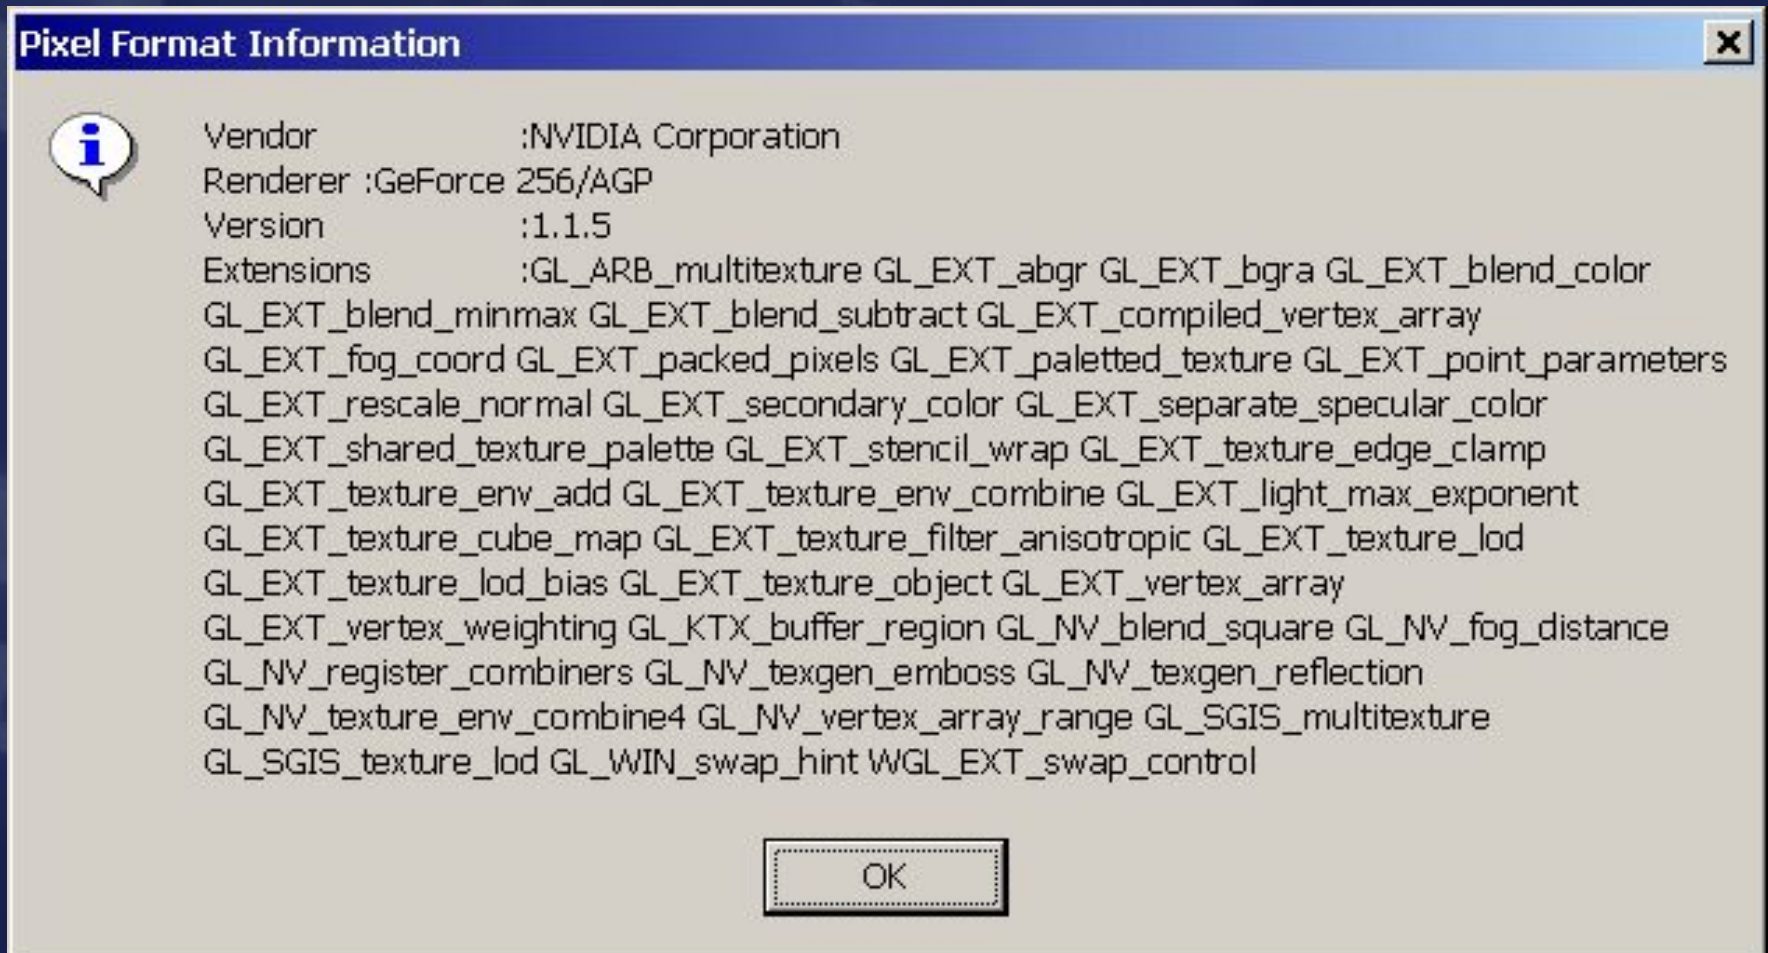 Pixel Format Information
Vendor :NVIDIA Corporation
Renderer :GeForce 256/AGP
Version :1.1.5
Extensions :GL_ARB_multitexture GL_EXT_abgr GL_EXT_bgra GL_EXT_blend_color
GL_EXT_blend_minmax GL_EXT_blend_subtract GL_EXT_compiled_vertex_array
GL_EXT_fog_coord GL_EXT_packed_pixels GL_EXT_paletted_texture GL_EXT_point_parameters
GL_EXT_rescale_normal GL_EXT_secondary_color GL_EXT_separate_specular_color
GL_EXT_shared_texture_palette GL_EXT_stencil_wrap GL_EXT_texture_edge_clamp
GL_EXT_texture_env_add GL_EXT_texture_env_combine GL_EXT_light_max_exponent
GL_EXT_texture_cube_map GL_EXT_texture_filter_anisotropic GL_EXT_texture_lod
GL_EXT_texture_lod_bias GL_EXT_texture_object GL_EXT_vertex_array
GL_EXT_vertex_weighting GL_KTX_buffer_region GL_NV_blend_square GL_NV_fog_distance
GL_NV_register_combiners GL_NV_texgen_emboss GL_NV_texgen_reflection
GL_NV_texture_env_combine4 GL_NV_vertex_array_range GL_SGIS_multitexture
GL_SGIS_texture_lod GL_WIN_swap_hint WGL_EXT_swap_control
OK